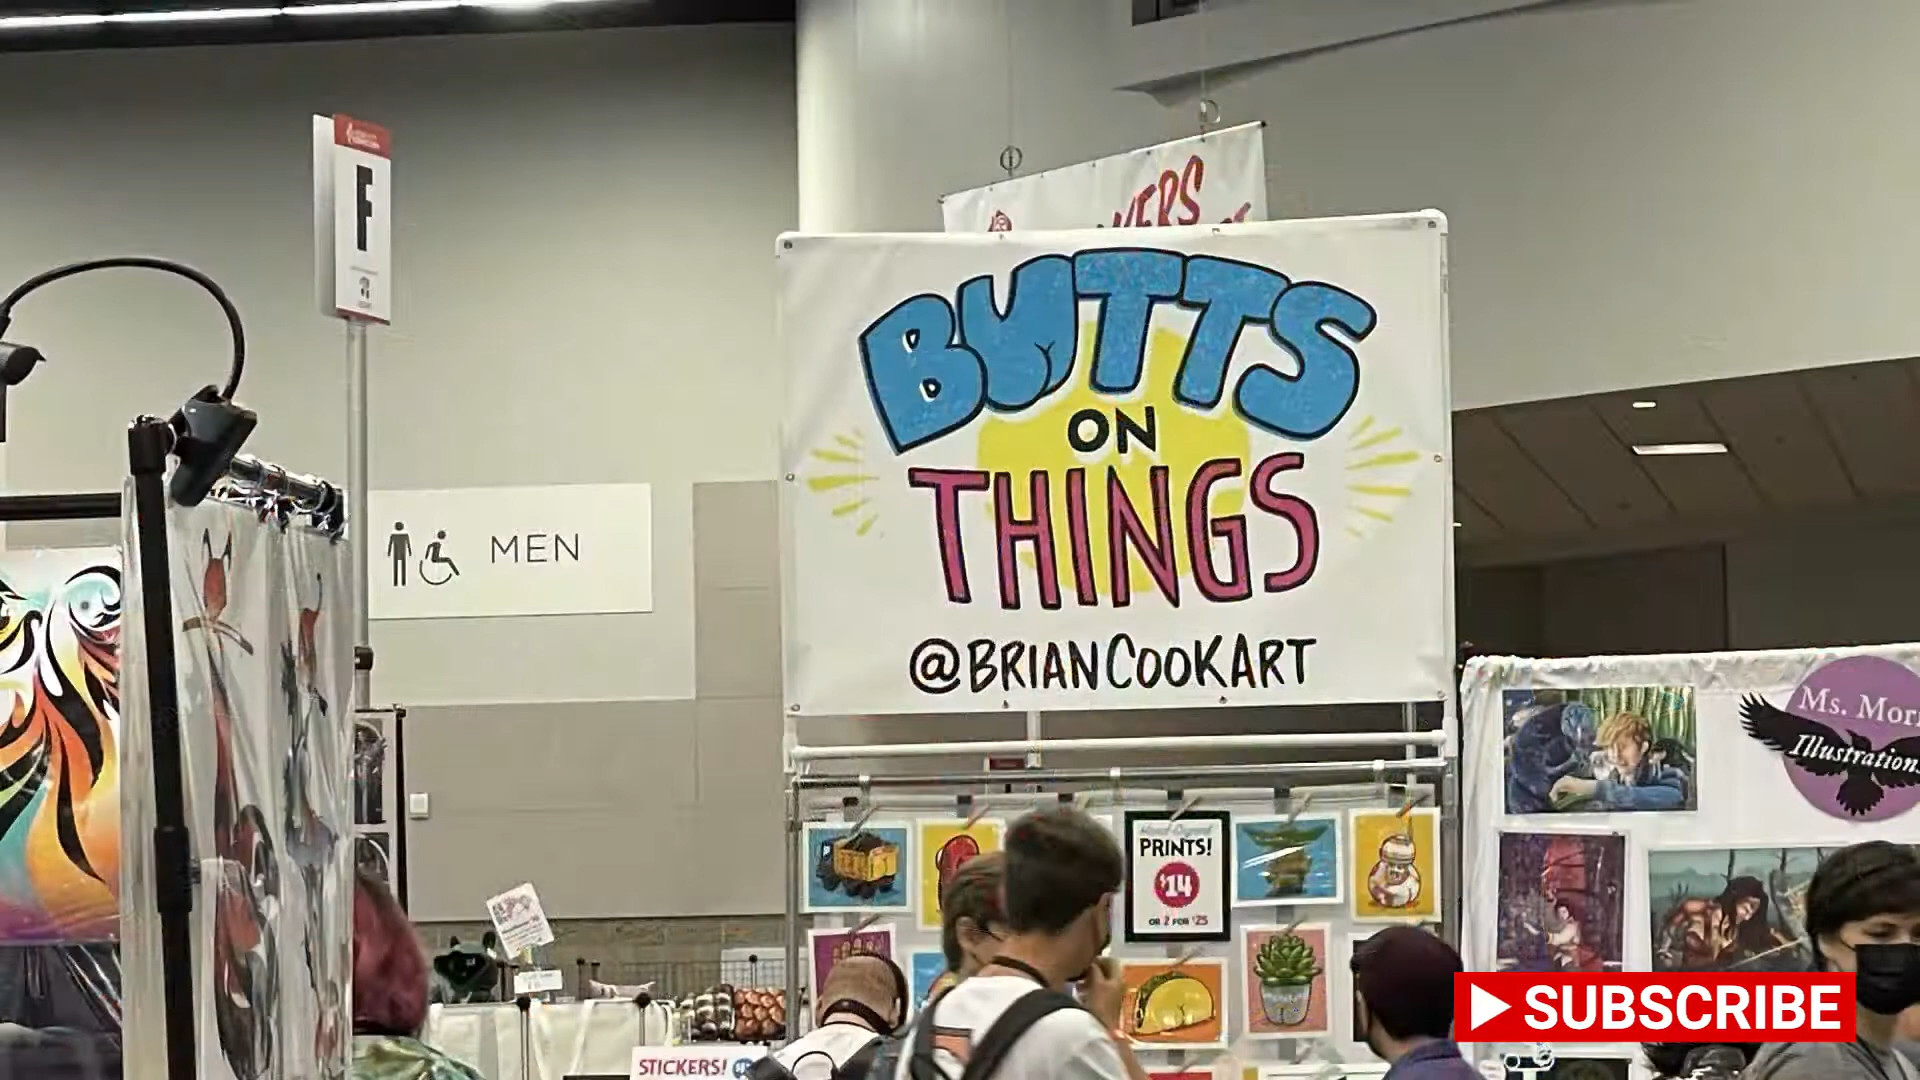 F
MEN
BUTTS
ON
THINGS
@BRIANCOOKART
PRINTS!
$14
OR 2 FOR $25
STICKERS!
Ms. Mor
Illustration
SUBSCRIBE